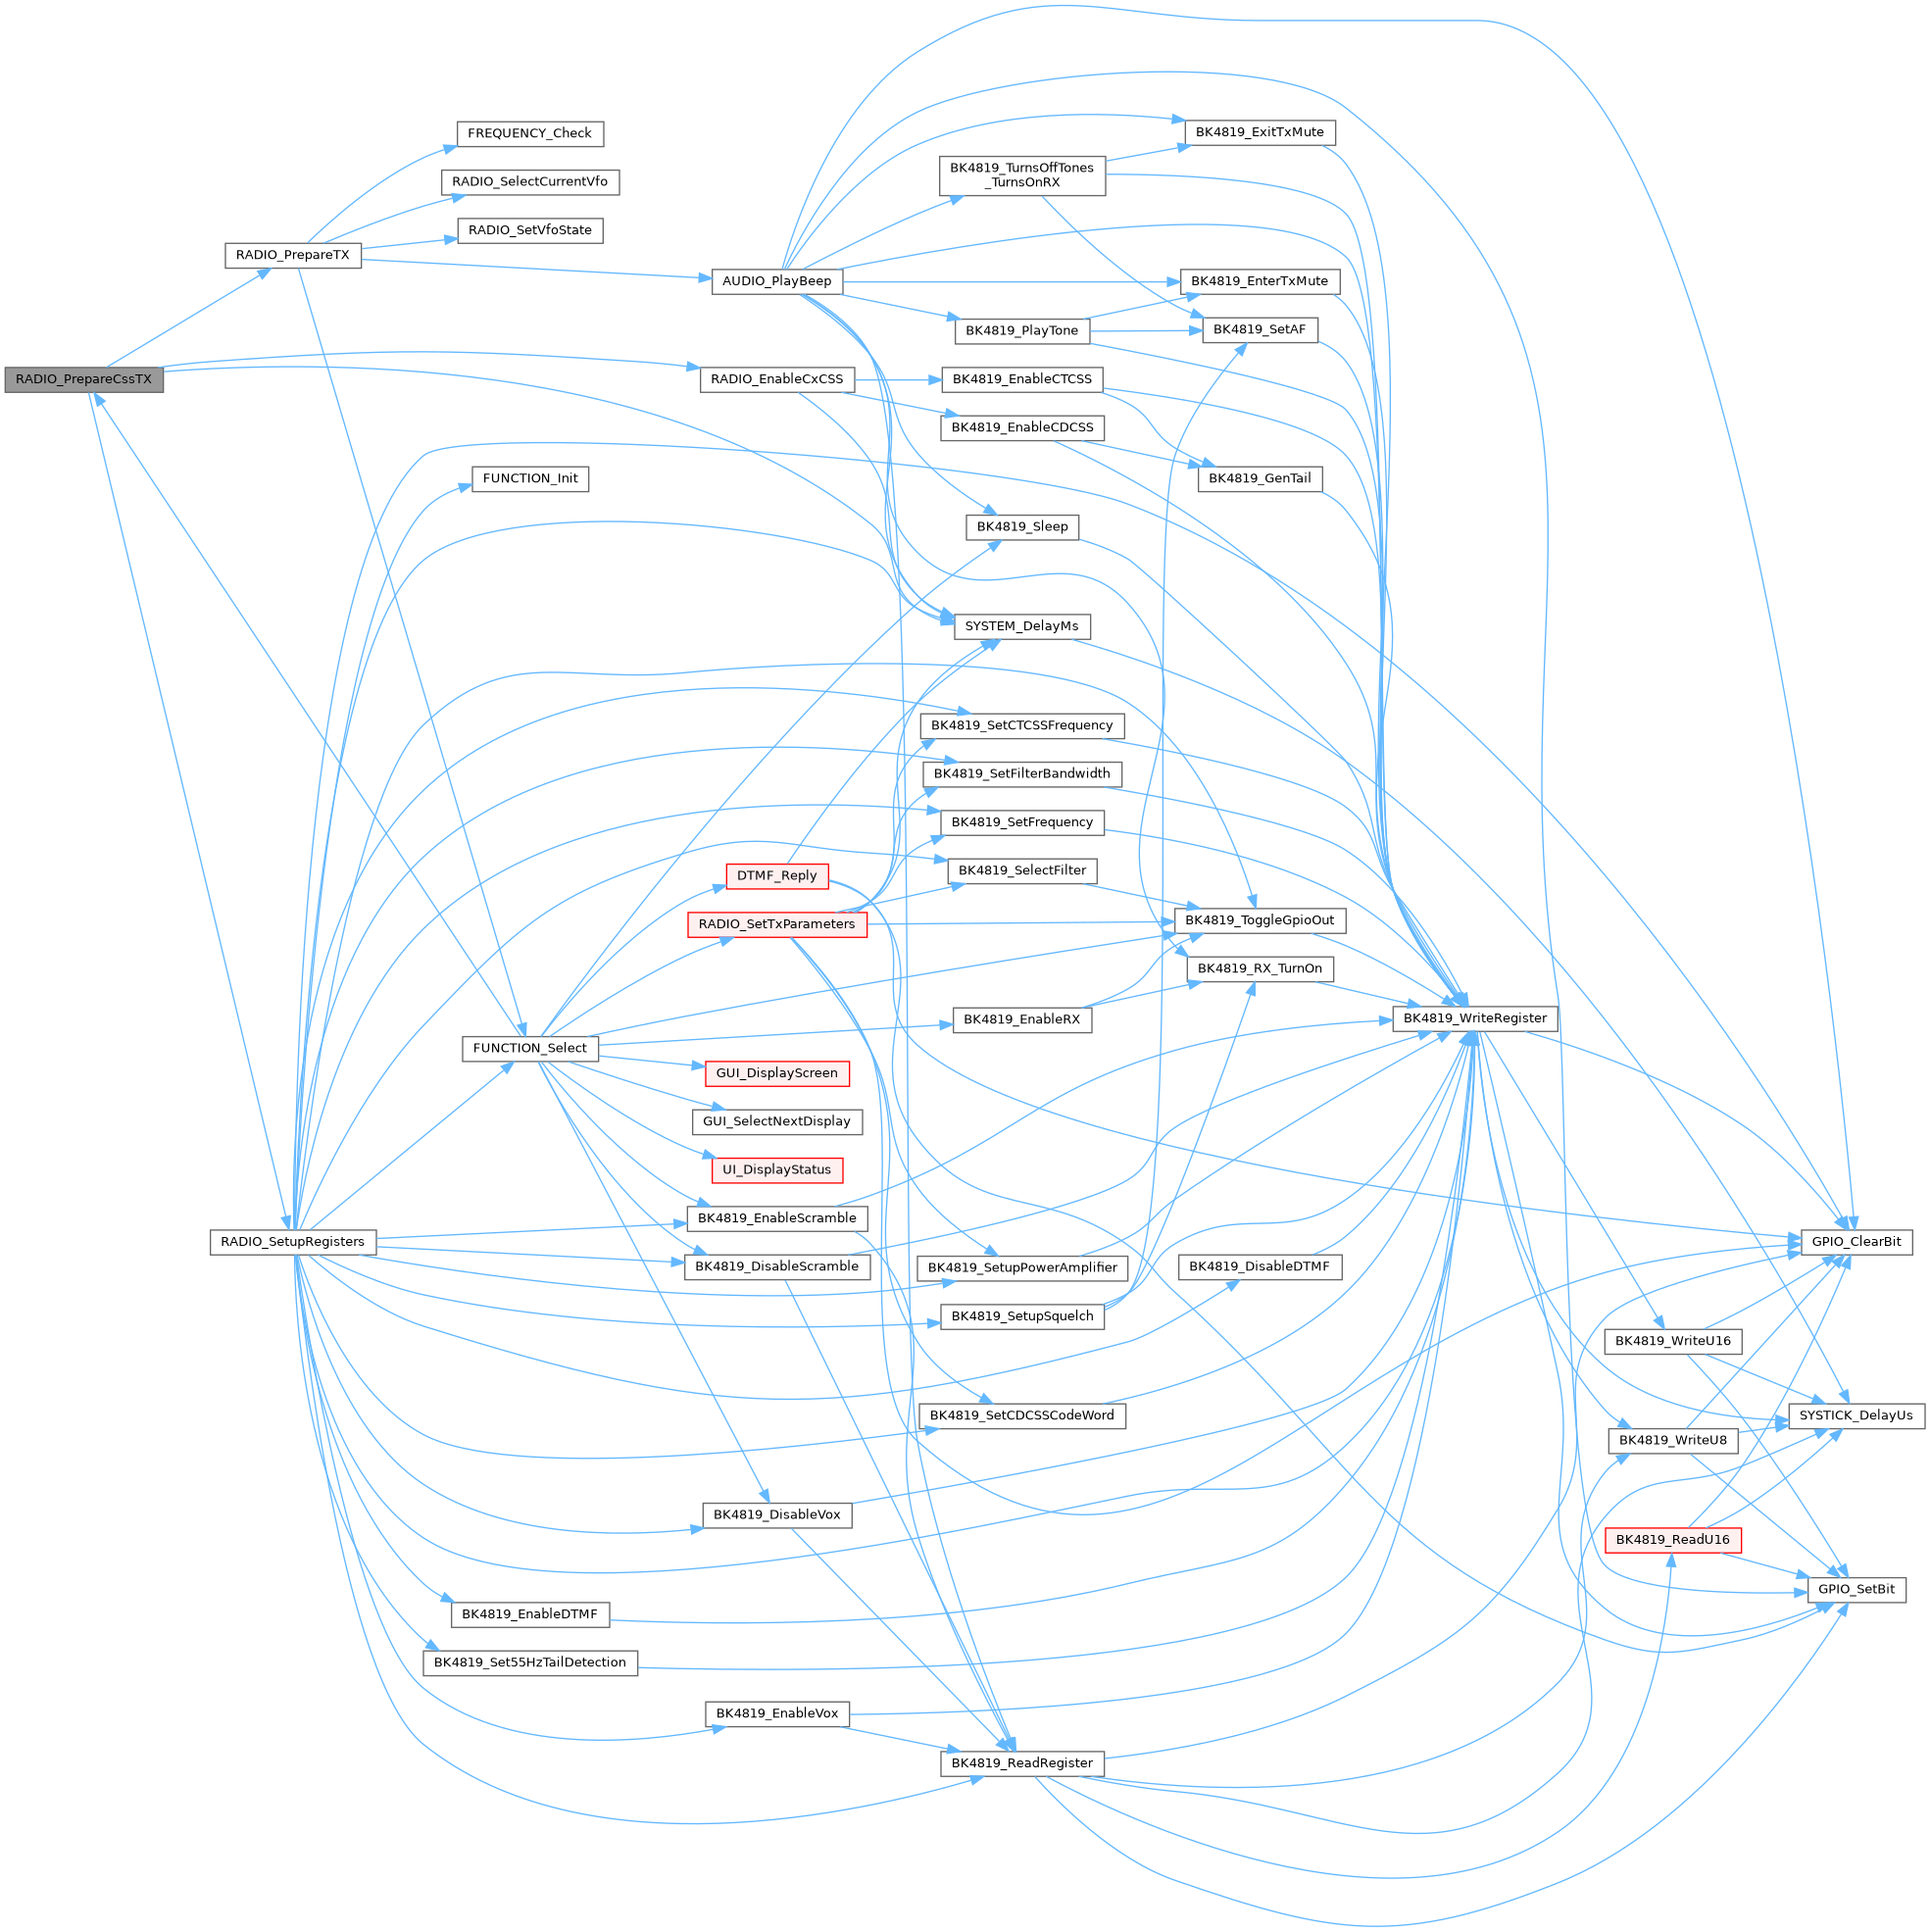 FREQUENCY_Check
RADIO_SelectCurrentVfo
RADIO_SetVfoState
RADIO_PrepareTX
RADIO_PrepareCssTX
RADIO_EnableCxCSS
AUDIO_PlayBeep
BK4819_ExitTxMute
BK4819_TurnsOffTones
_TurnsOnRX
BK4819_EnterTxMute
BK4819_PlayTone
BK4819_SetAF
BK4819_EnableCTCSS
BK4819_EnableCDCSS
BK4819_GenTail
FUNCTION_Init
BK4819_Sleep
SYSTEM_DelayMs
BK4819_SetCTCSSFrequency
BK4819_SetFilterBandwidth
BK4819_SetFrequency
BK4819_SelectFilter
DTMF_Reply
RADIO_SetTxParameters
BK4819_ToggleGpioOut
BK4819_RX_TurnOn
BK4819_EnableRX
BK4819_WriteRegister
FUNCTION_Select
GUI_DisplayScreen
GUI_SelectNextDisplay
UI_DisplayStatus
BK4819_EnableScramble
RADIO_SetupRegisters
BK4819_DisableScramble
BK4819_SetupPowerAmplifier
BK4819_DisableDTMF
GPIO_ClearBit
BK4819_SetupSquelch
BK4819_WriteU16
BK4819_SetCDCSSCodeWord
SYSTICK_DelayUs
BK4819_WriteU8
BK4819_DisableVox
BK4819_ReadU16
GPIO_SetBit
BK4819_EnableDTMF
BK4819_Set55HzTailDetection
BK4819_EnableVox
BK4819_ReadRegister